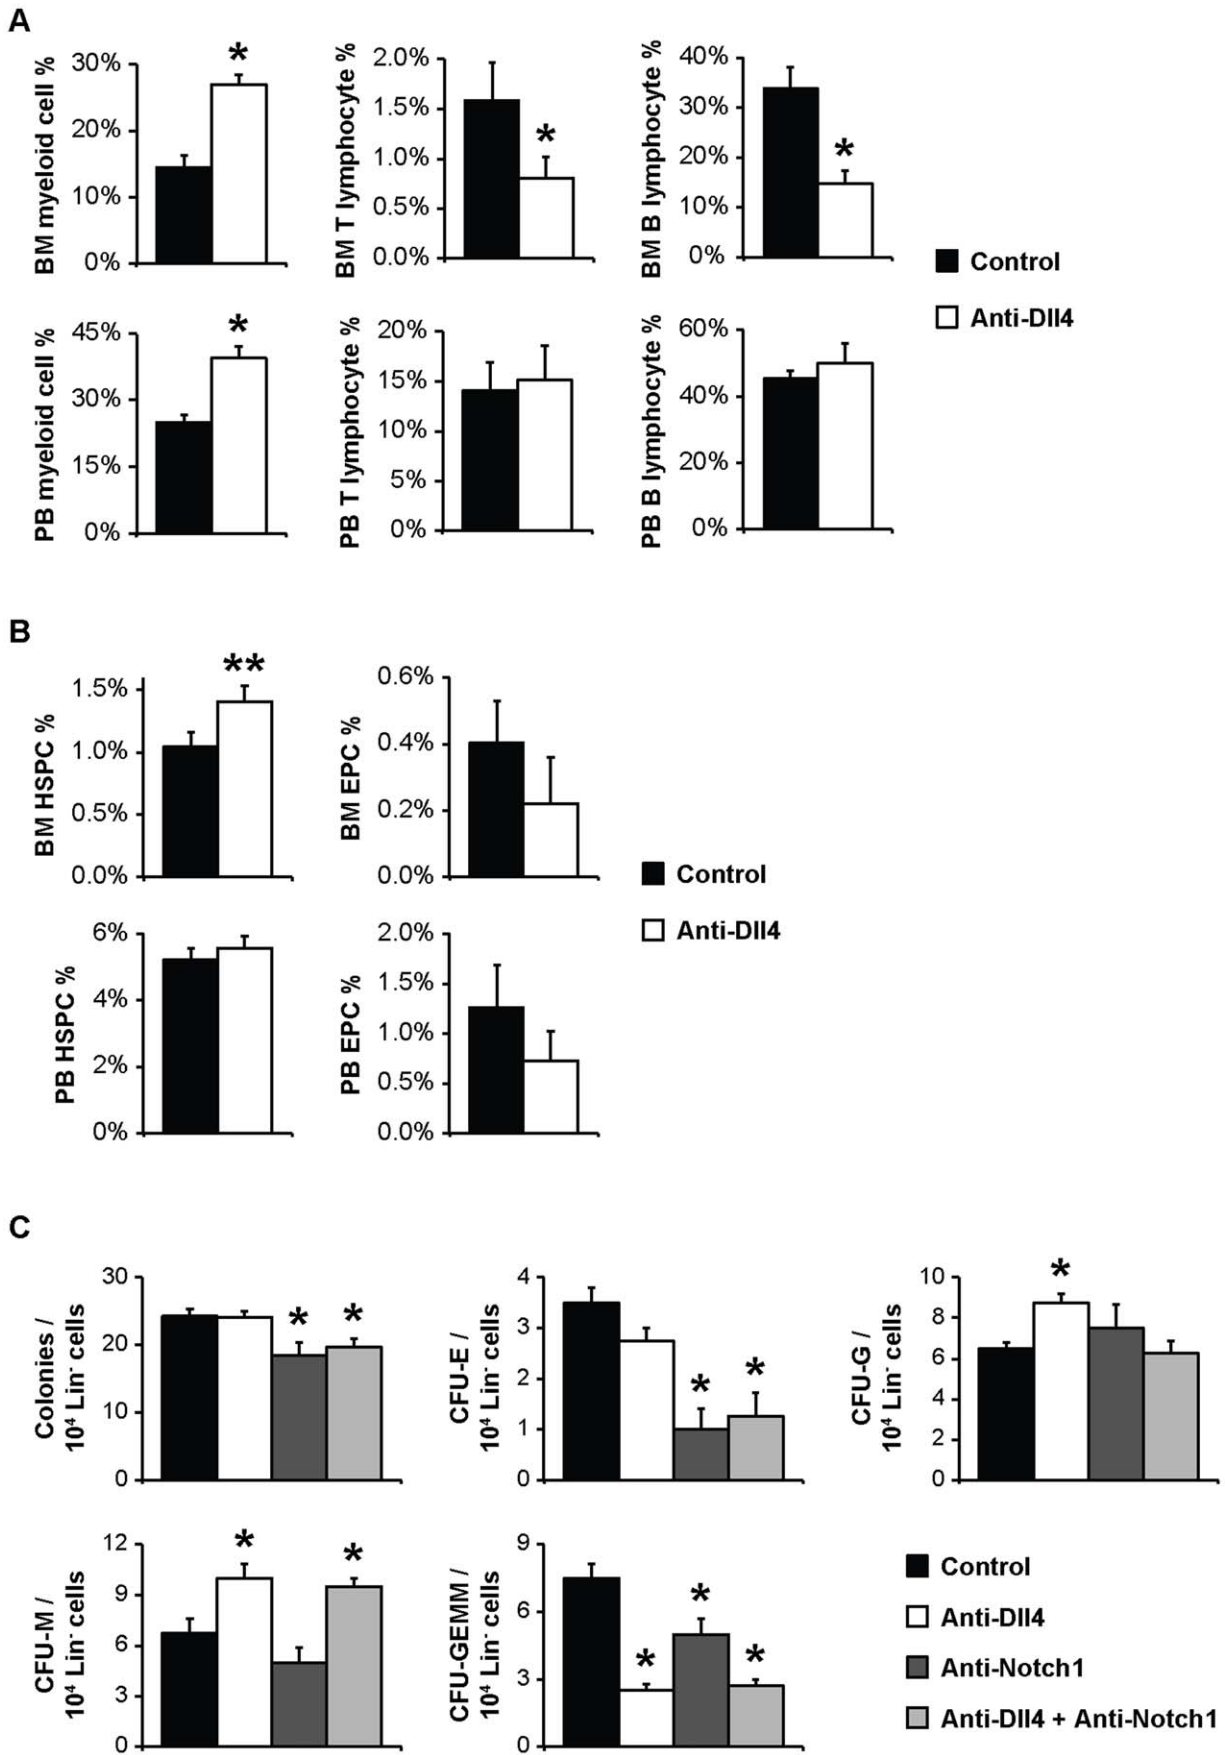 A
BM myeloid cell %
30%
20%
10%
0%
*
BM T lymphocyte %
2.0%
1.5%
1.0%
0.5%
0.0%
*
BM B lymphocyte %
40%
30%
20%
10%
0%
*
Control
Anti-Dll4
PB myeloid cell %
45%
30%
15%
0%
*
PB T lymphocyte %
20%
15%
10%
5%
0%
PB B lymphocyte %
60%
40%
20%
0%
B
BM HSPC %
1.5%
1.0%
0.5%
0.0%
**
BM EPC %
0.6%
0.4%
0.2%
0.0%
Control
Anti-Dll4
PB HSPC %
6%
4%
2%
0%
PB EPC %
2.0%
1.5%
1.0%
0.5%
0.0%
C
Colonies /
10⁴ Lin⁻ cells
30
20
10
0
* *
CFU-E /
10⁴ Lin⁻ cells
4
3
2
1
0
* *
CFU-G /
10⁴ Lin⁻ cells
10
8
6
4
2
0
*
CFU-M /
10⁴ Lin⁻ cells
12
9
6
3
0
* *
CFU-GEMM /
10⁴ Lin⁻ cells
9
6
3
0
* * *
Control
Anti-Dll4
Anti-Notch1
Anti-Dll4 + Anti-Notch1